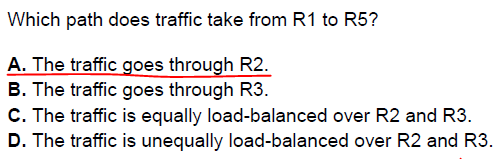 Which path does traffic take from R1 to R5?
A. The traffic goes through R2.
B. The traffic goes through R3.
C. The traffic is equally load-balanced over R2 and R3.
D. The traffic is unequally load-balanced over R2 and R3.